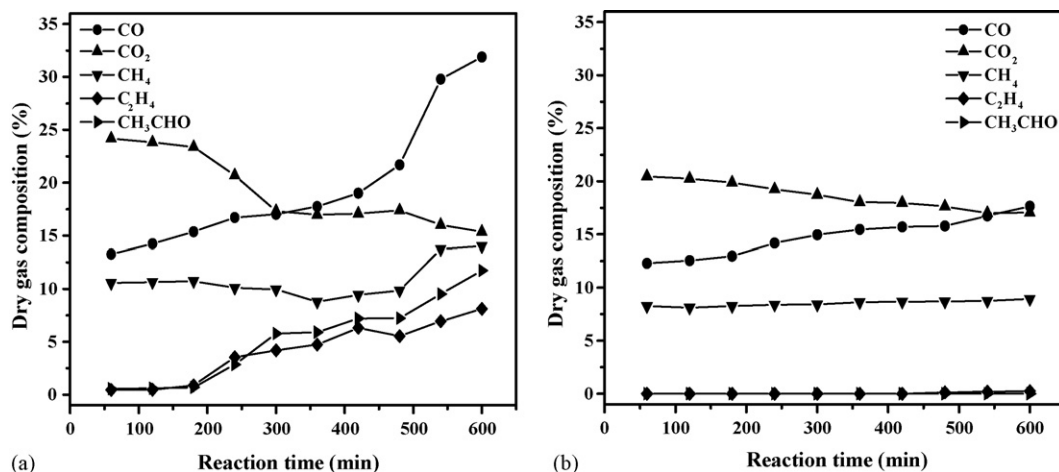 35
30
25
20
15
10
5
0
Dry gas composition (%)
CO
CO₂
CH₄
C₂H₄
CH₃CHO
0 100 200 300 400 500 600
(a) Reaction time (min)
35
30
25
20
15
10
5
0
Dry gas composition (%)
CO
CO₂
CH₄
C₂H₄
CH₃CHO
0 100 200 300 400 500 600
(b) Reaction time (min)